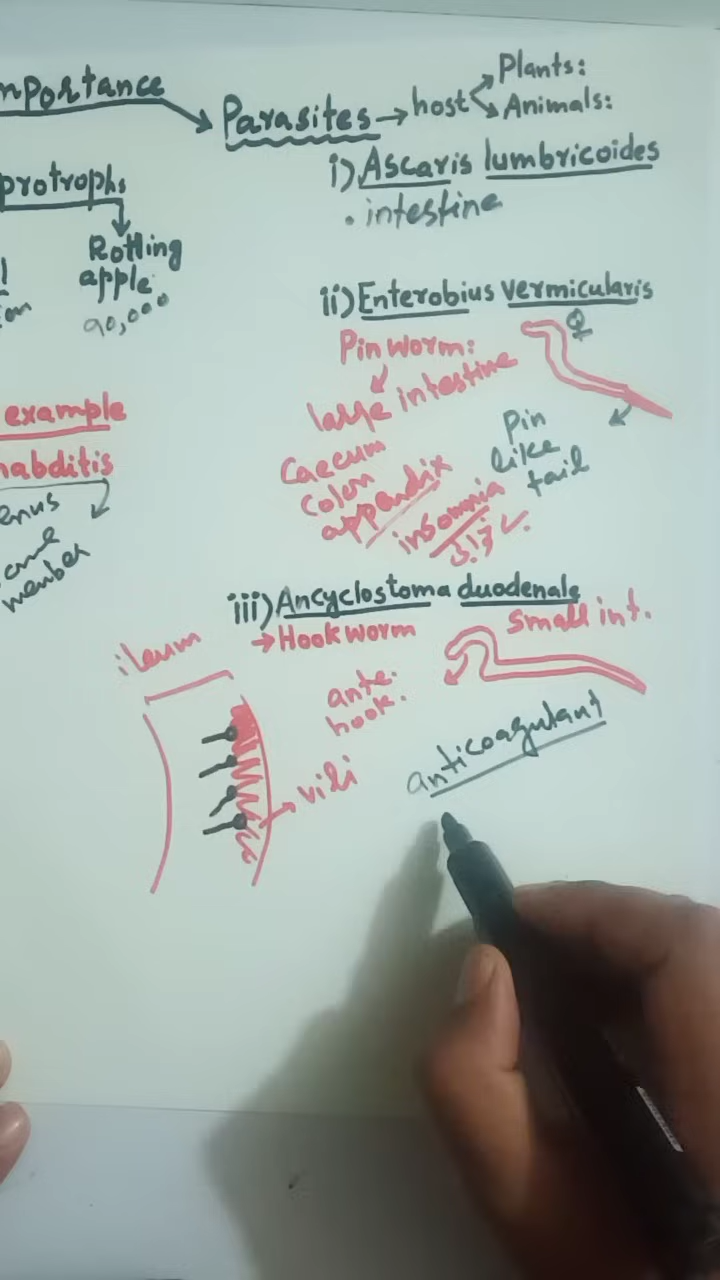 mportance
Parasites → host
Plants:
Animals:
i) Ascaris lumbricoides
. intestine
protrophs
Rotting
apple
90,000
ii) Enterobius vermicularis
Pin worm:
large intestine
Caecum
Colon
appendix
insomnia
♀
Pin
like
tail
example
habditis
enus
member
iii) Ancyclostoma duodenale
→ Hook worm
Small int.
ileum
ante.
hook.
villi
anticoagulant